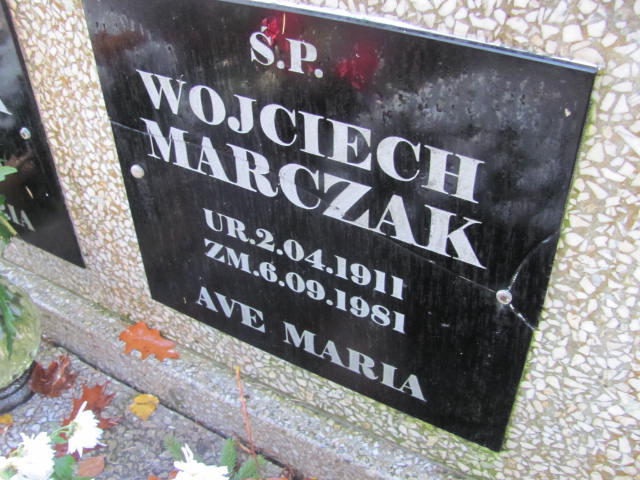 Ś.P.
WOJCIECH
MARCZAK
UR.2.04.1911
ZM.6.09.1981
AVE MARIA